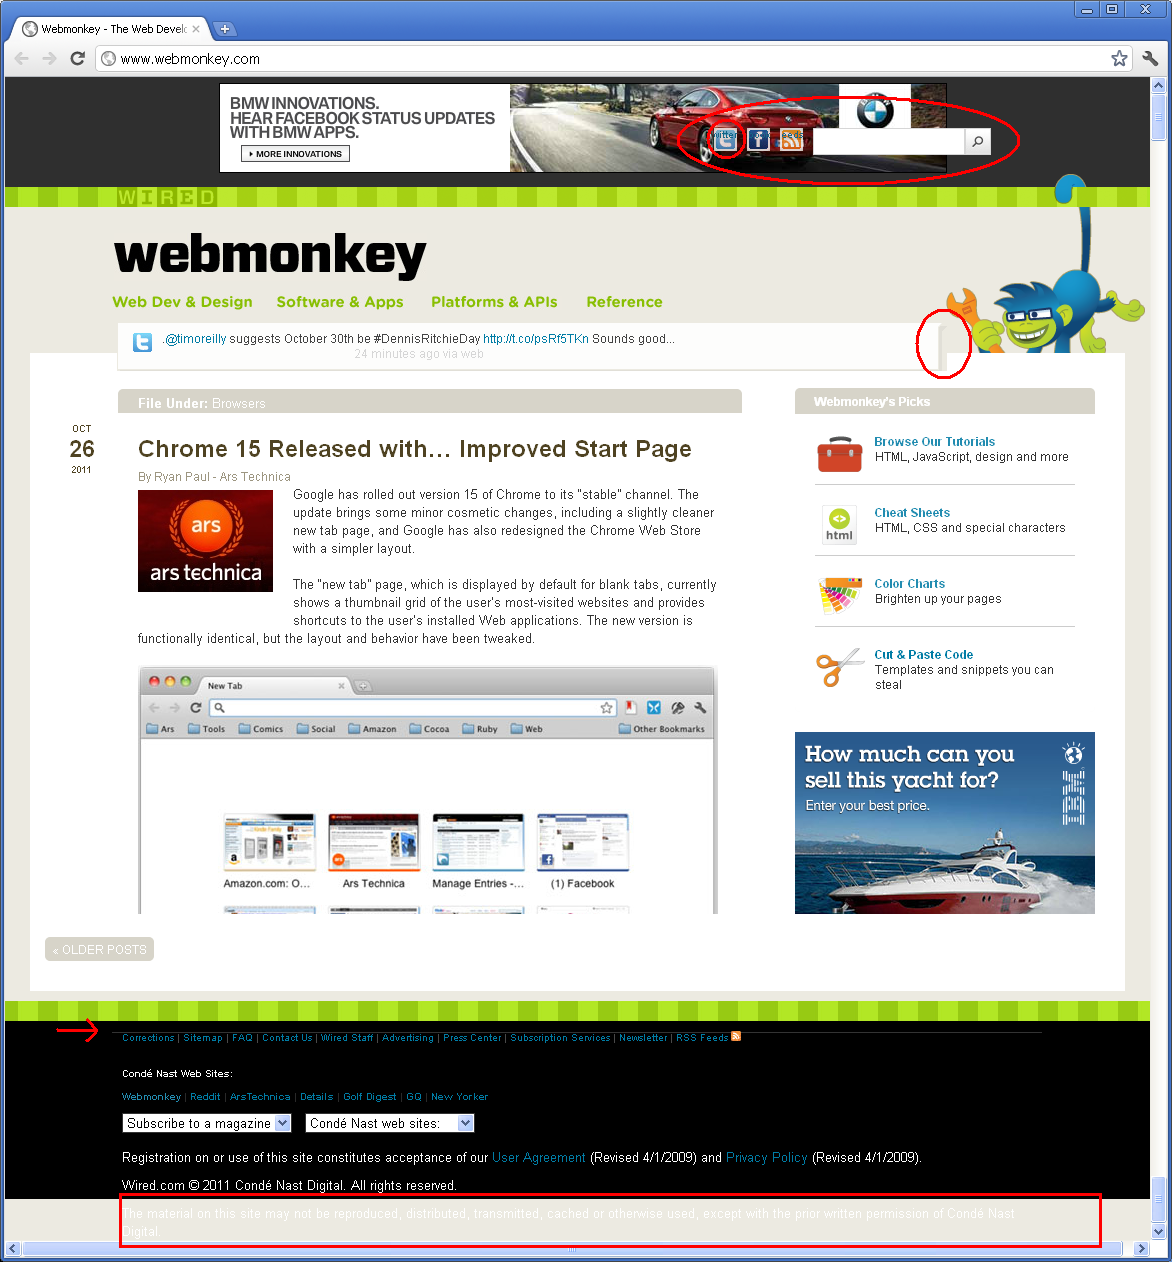 Webmonkey - The Web Develo
www.webmonkey.com
BMW INNOVATIONS.
HEAR FACEBOOK STATUS UPDATES
WITH BMW APPS.
MORE INNOVATIONS
WIRED
webmonkey
Web Dev & Design Software & Apps Platforms & APIs Reference
.@timoreilly suggests October 30th be #DennisRitchieDay http://t.co/psRf5TKn Sounds good...
24 minutes ago via web
File Under: Browsers
OCT
26
2011
Chrome 15 Released with... Improved Start Page
By Ryan Paul - Ars Technica
ars
ars technica
Google has rolled out version 15 of Chrome to its "stable" channel. The
update brings some minor cosmetic changes, including a slightly cleaner
new tab page, and Google has also redesigned the Chrome Web Store
with a simpler layout.
The "new tab" page, which is displayed by default for blank tabs, currently
shows a thumbnail grid of the user's most-visited websites and provides
shortcuts to the user's installed Web applications. The new version is
functionally identical, but the layout and behavior have been tweaked.
New Tab
Ars Tools Comics Social Amazon Cocoa Ruby Web Other Bookmarks
Amazon.com: O... Ars Technica Manage Entries -... (1) Facebook
« OLDER POSTS
Webmonkey's Picks
Browse Our Tutorials
HTML, JavaScript, design and more
<>
html
Cheat Sheets
HTML, CSS and special characters
Color Charts
Brighten up your pages
Cut & Paste Code
Templates and snippets you can
steal
How much can you
sell this yacht for?
Enter your best price.
IBM
Corrections | Sitemap | FAQ | Contact Us | Wired Staff | Advertising | Press Center | Subscription Services | Newsletter | RSS Feeds
Condé Nast Web Sites:
Webmonkey | Reddit | ArsTechnica | Details | Golf Digest | GQ | New Yorker
Subscribe to a magazine Condé Nast web sites:
Registration on or use of this site constitutes acceptance of our User Agreement (Revised 4/1/2009) and Privacy Policy (Revised 4/1/2009).
Wired.com © 2011 Condé Nast Digital. All rights reserved.
The material on this site may not be reproduced, distributed, transmitted, cached or otherwise used, except with the prior written permission of Condé Nast
Digital.